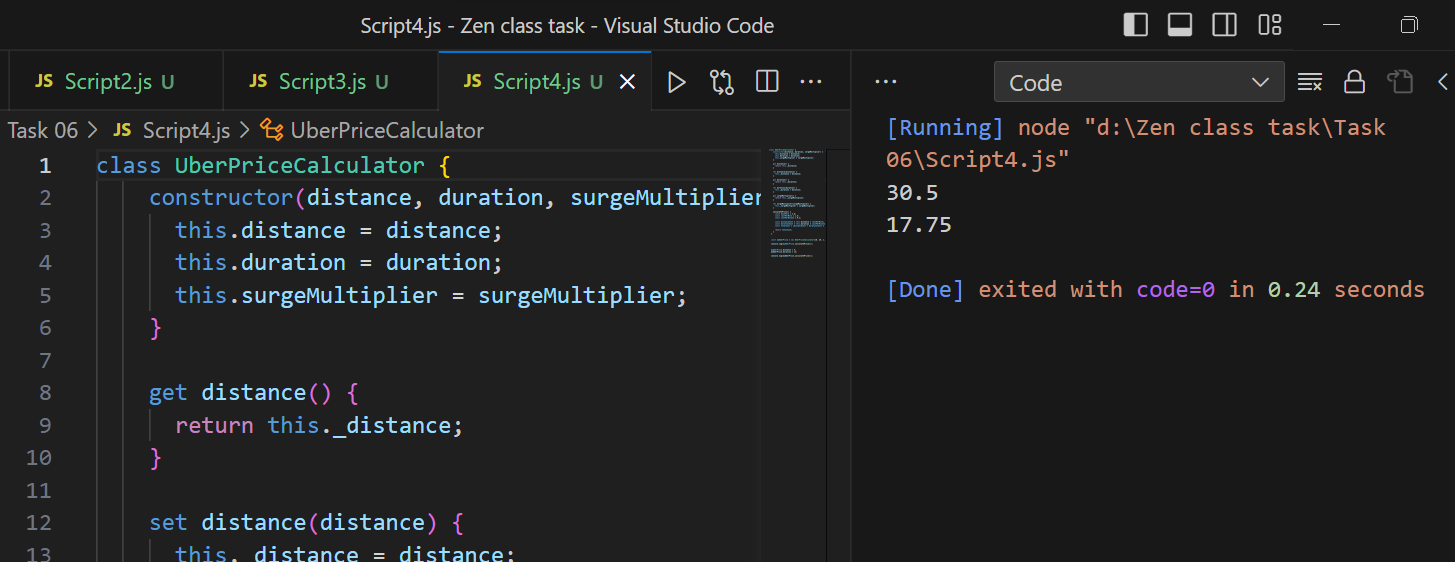 Script4.js - Zen class task - Visual Studio Code
JS Script2.js U
JS Script3.js U
JS Script4.js U
Task 06 > JS Script4.js > UberPriceCalculator
1 class UberPriceCalculator {
2 constructor(distance, duration, surgeMultiplier
3 this.distance = distance;
4 this.duration = duration;
5 this.surgeMultiplier = surgeMultiplier;
6 }
7
8 get distance() {
9 return this._distance;
10 }
11
12 set distance(distance) {
13 this._distance = distance;
Code
[Running] node "d:\Zen class task\Task
06\Script4.js"
30.5
17.75
[Done] exited with code=0 in 0.24 seconds